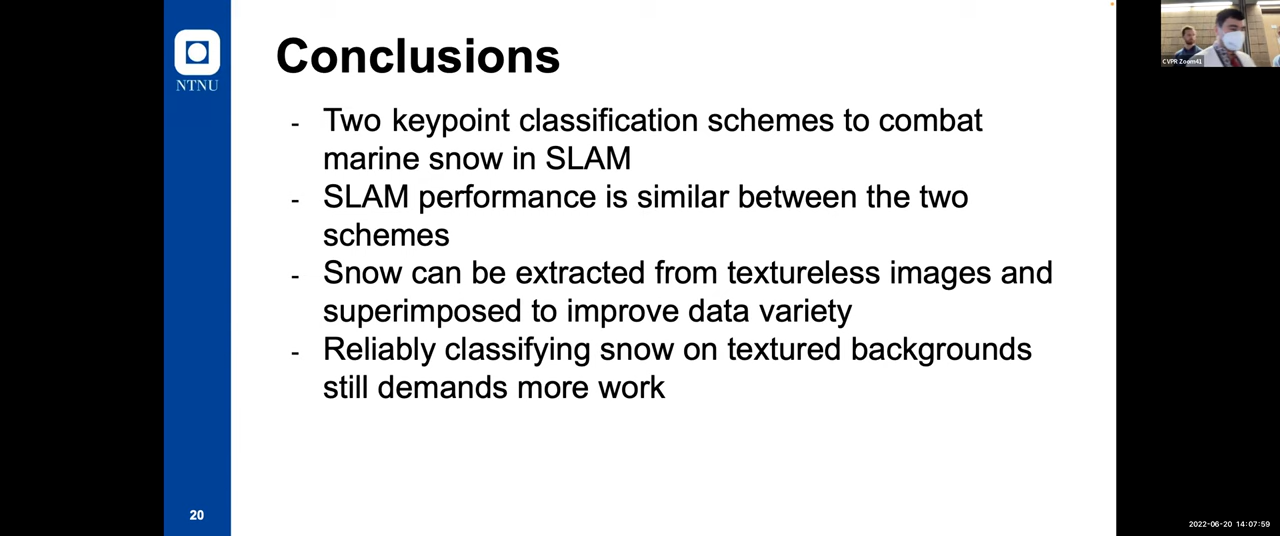 Conclusions
NTNU
- Two keypoint classification schemes to combat
marine snow in SLAM
- SLAM performance is similar between the two
schemes
- Snow can be extracted from textureless images and
superimposed to improve data variety
- Reliably classifying snow on textured backgrounds
still demands more work
20
CVPR Zoom41
2022-06-20 14:07:59